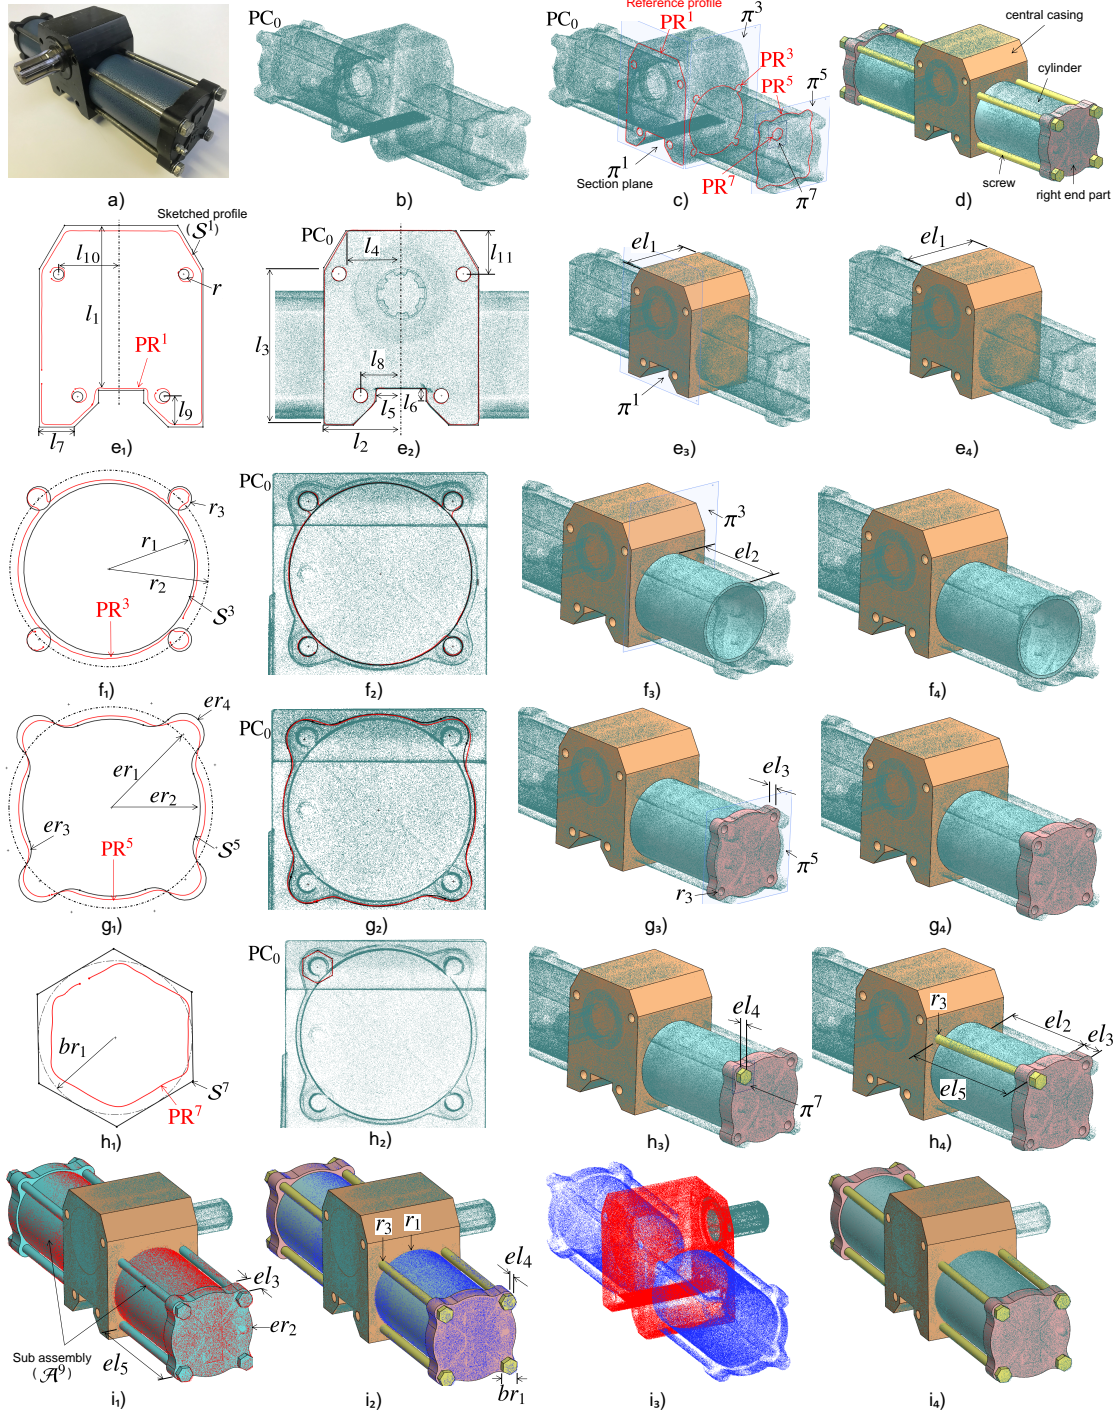 PC₀
a)
b)
PC₀
Reference profile
PR¹
π³
PR³
PR⁵
π⁵
π¹
Section plane
PR⁷
π⁷
c)
central casing
cylinder
screw
right end part
d)
Sketched profile
(S¹)
l₁₀
r
l₁
PR¹
l₉
l₇
e₁)
PC₀
l₄
l₁₁
l₃
l₈
l₅
l₆
l₂
e₂)
el₁
π¹
e₃)
el₁
e₄)
r₃
r₁
r₂
PR³
S³
f₁)
PC₀
f₂)
π³
el₂
f₃)
f₄)
er₄
er₁
er₂
er₃
PR⁵
S⁵
g₁)
PC₀
g₂)
el₃
π⁵
r₃
g₃)
g₄)
br₁
S⁷
PR⁷
h₁)
PC₀
h₂)
el₄
π⁷
h₃)
r₃
el₂
el₃
el₅
h₄)
el₃
er₂
Sub assembly
(A⁹)
el₅
i₁)
r₃
r₁
el₄
br₁
i₂)
i₃)
i₄)